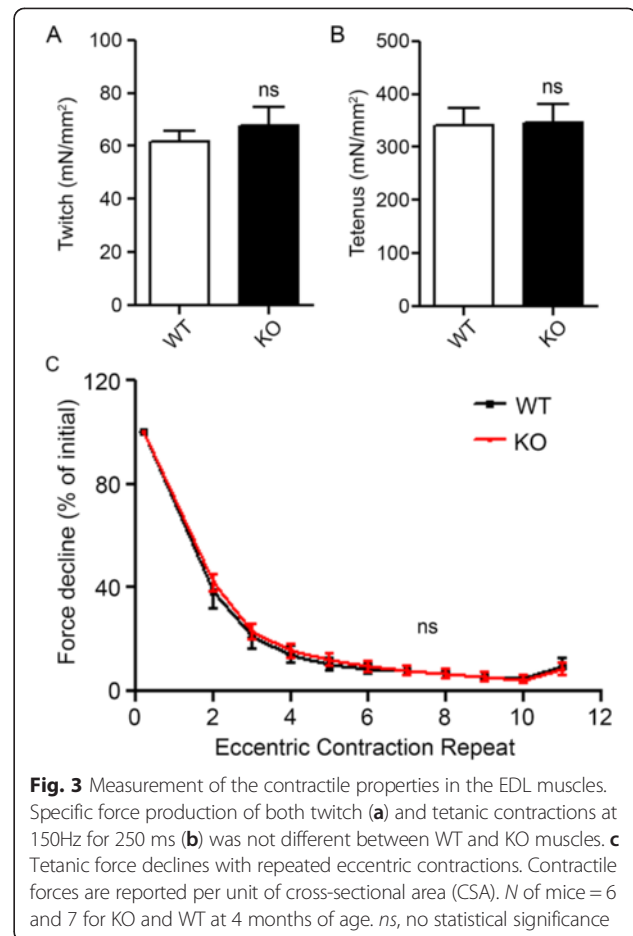 A
B
100
80
60
40
20
0
Twitch (mN/mm²)
ns
WT
KO
500
400
300
200
100
0
Tetenus (mN/mm²)
ns
WT
KO
C
120
80
40
0
Force decline (% of initial)
WT
KO
ns
0
2
4
6
8
10
12
Eccentric Contraction Repeat
Fig. 3 Measurement of the contractile properties in the EDL muscles.
Specific force production of both twitch (a) and tetanic contractions at
150Hz for 250 ms (b) was not different between WT and KO muscles. c
Tetanic force declines with repeated eccentric contractions. Contractile
forces are reported per unit of cross-sectional area (CSA). N of mice = 6
and 7 for KO and WT at 4 months of age. ns, no statistical significance